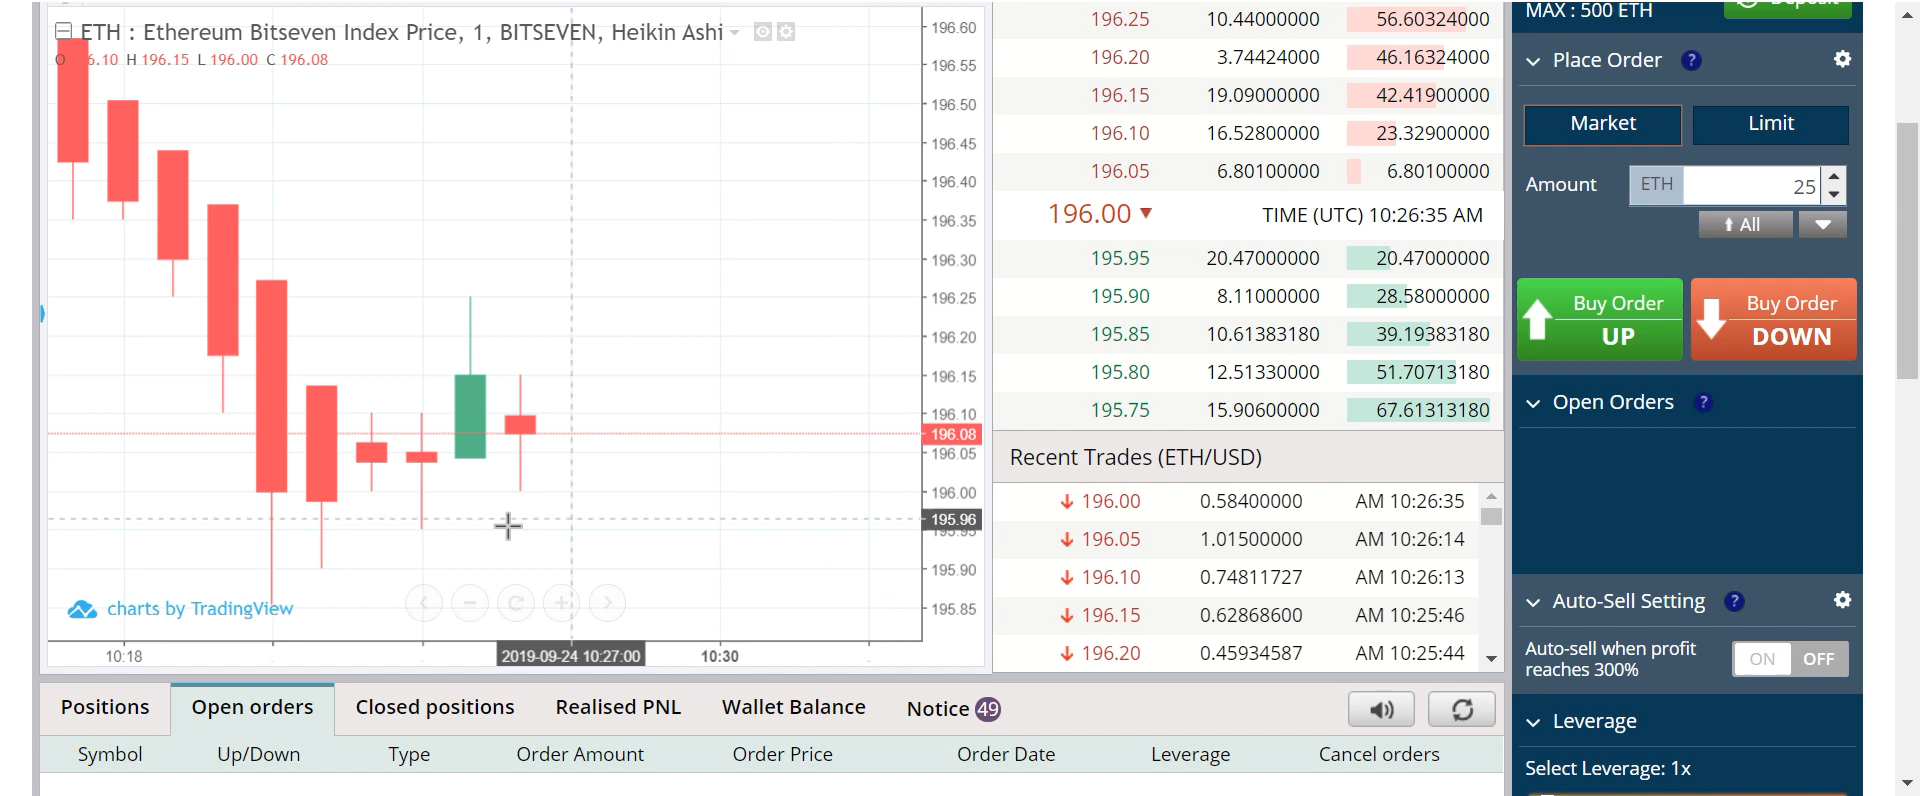 ETH : Ethereum Bitseven Index Price, 1, BITSEVEN, Heikin Ashi
O 6.10 H 196.15 L 196.00 C 196.08
196.60
196.55
196.50
196.45
196.40
196.35
196.30
196.25
196.20
196.15
196.10
196.08
196.05
196.00
195.96
195.95
195.90
195.85
charts by TradingView
10:18
2019-09-24 10:27:00
10:30
196.25 10.44000000 56.60324000
196.20 3.74424000 46.16324000
196.15 19.09000000 42.41900000
196.10 16.52800000 23.32900000
196.05 6.80100000 6.80100000
196.00 TIME (UTC) 10:26:35 AM
195.95 20.47000000 20.47000000
195.90 8.11000000 28.58000000
195.85 10.61383180 39.19383180
195.80 12.51330000 51.70713180
195.75 15.90600000 67.61313180
Recent Trades (ETH/USD)
196.00 0.58400000 AM 10:26:35
196.05 1.01500000 AM 10:26:14
196.10 0.74811727 AM 10:26:13
196.15 0.62868600 AM 10:25:46
196.20 0.45934587 AM 10:25:44
MAX : 500 ETH
Deposit
Place Order ?
Market Limit
Amount ETH 25
All
Buy Order
UP
Buy Order
DOWN
Open Orders ?
Auto-Sell Setting ?
Auto-sell when profit
reaches 300%
ON OFF
Leverage
Select Leverage: 1x
Positions Open orders Closed positions Realised PNL Wallet Balance Notice 49
Symbol Up/Down Type Order Amount Order Price Order Date Leverage Cancel orders